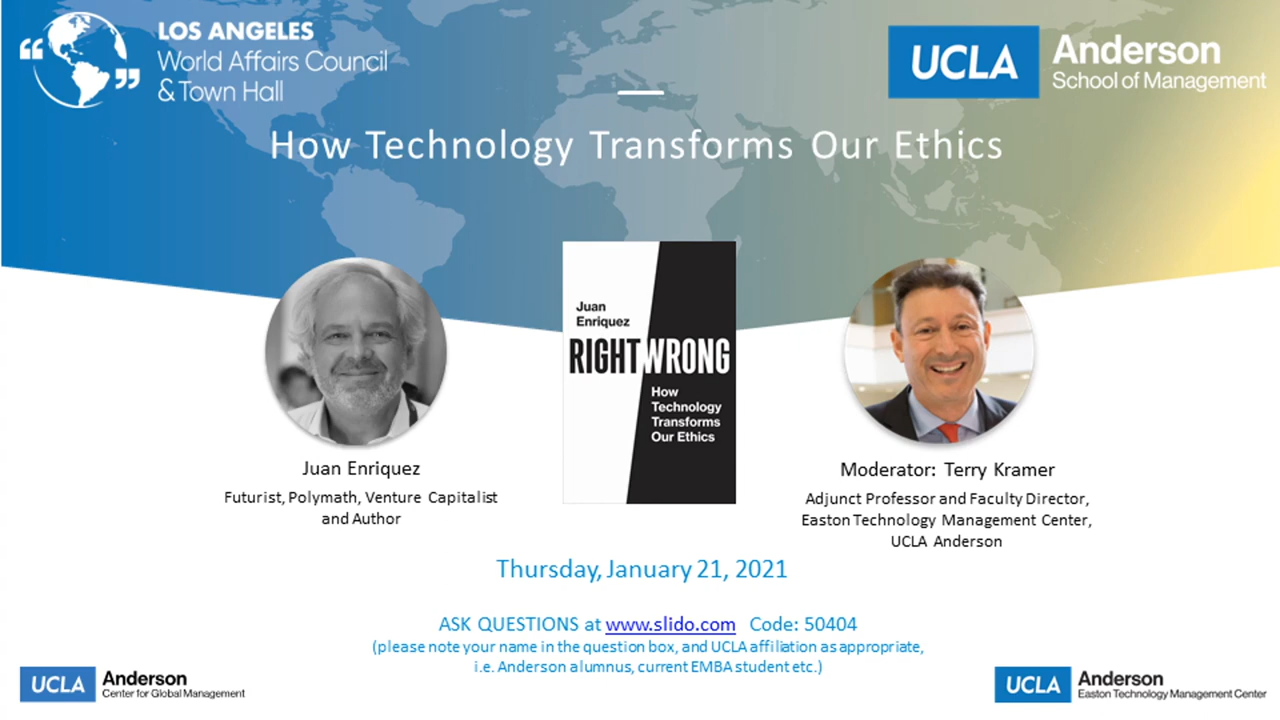 LOS ANGELES
World Affairs Council
& Town Hall
UCLA Anderson
School of Management
How Technology Transforms Our Ethics
Juan
Enriquez
RIGHTWRONG
How
Technology
Transforms
Our Ethics
Juan Enriquez
Futurist, Polymath, Venture Capitalist
and Author
Moderator: Terry Kramer
Adjunct Professor and Faculty Director,
Easton Technology Management Center,
UCLA Anderson
Thursday, January 21, 2021
ASK QUESTIONS at www.slido.com Code: 50404
(please note your name in the question box, and UCLA affiliation as appropriate,
i.e. Anderson alumnus, current EMBA student etc.)
UCLA Anderson
Center for Global Management
UCLA Anderson
Easton Technology Management Center